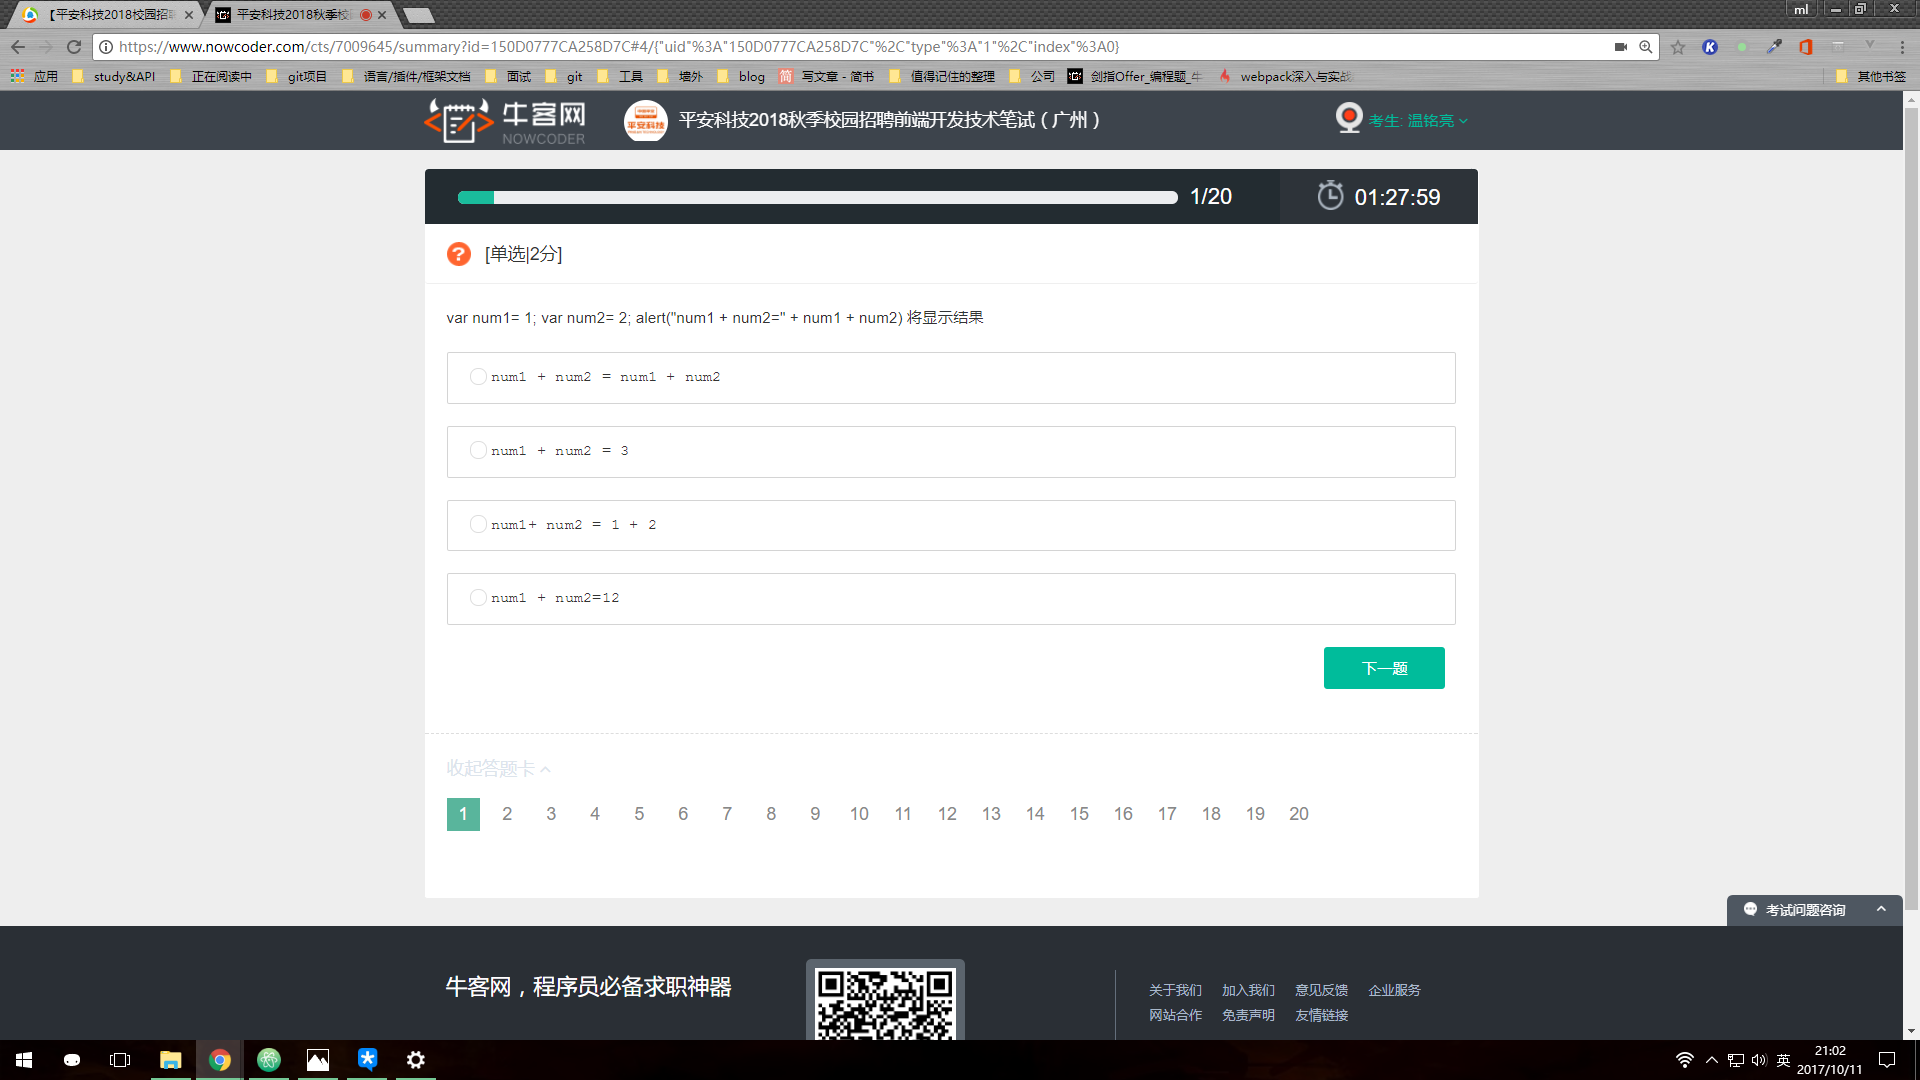 【平安科技2018校园招聘
平安科技2018秋季校
ml
https://www.nowcoder.com/cts/7009645/summary?id=150D0777CA258D7C#4/{"uid"%3A"150D0777CA258D7C"%2C"type"%3A"1"%2C"index"%3A0}
应用 study&API 正在阅读中 git项目 语言/插件/框架文档 面试 git 工具 墙外 blog 简 写文章 - 简书 值得记住的整理 公司 剑指Offer_编程题_牛 webpack深入与实战 其他书签
牛客网
NOWCODER
平安科技
平安科技2018秋季校园招聘前端开发技术笔试（广州）
考生: 温铭亮
1/20
01:27:59
? [单选|2分]
var num1= 1; var num2= 2; alert("num1 + num2=" + num1 + num2) 将显示结果
num1 + num2 = num1 + num2
num1 + num2 = 3
num1+ num2 = 1 + 2
num1 + num2=12
下一题
收起答题卡
1 2 3 4 5 6 7 8 9 10 11 12 13 14 15 16 17 18 19 20
考试问题咨询
牛客网，程序员必备求职神器
关于我们 加入我们 意见反馈 企业服务
网站合作 免责声明 友情链接
英
21:02
2017/10/11